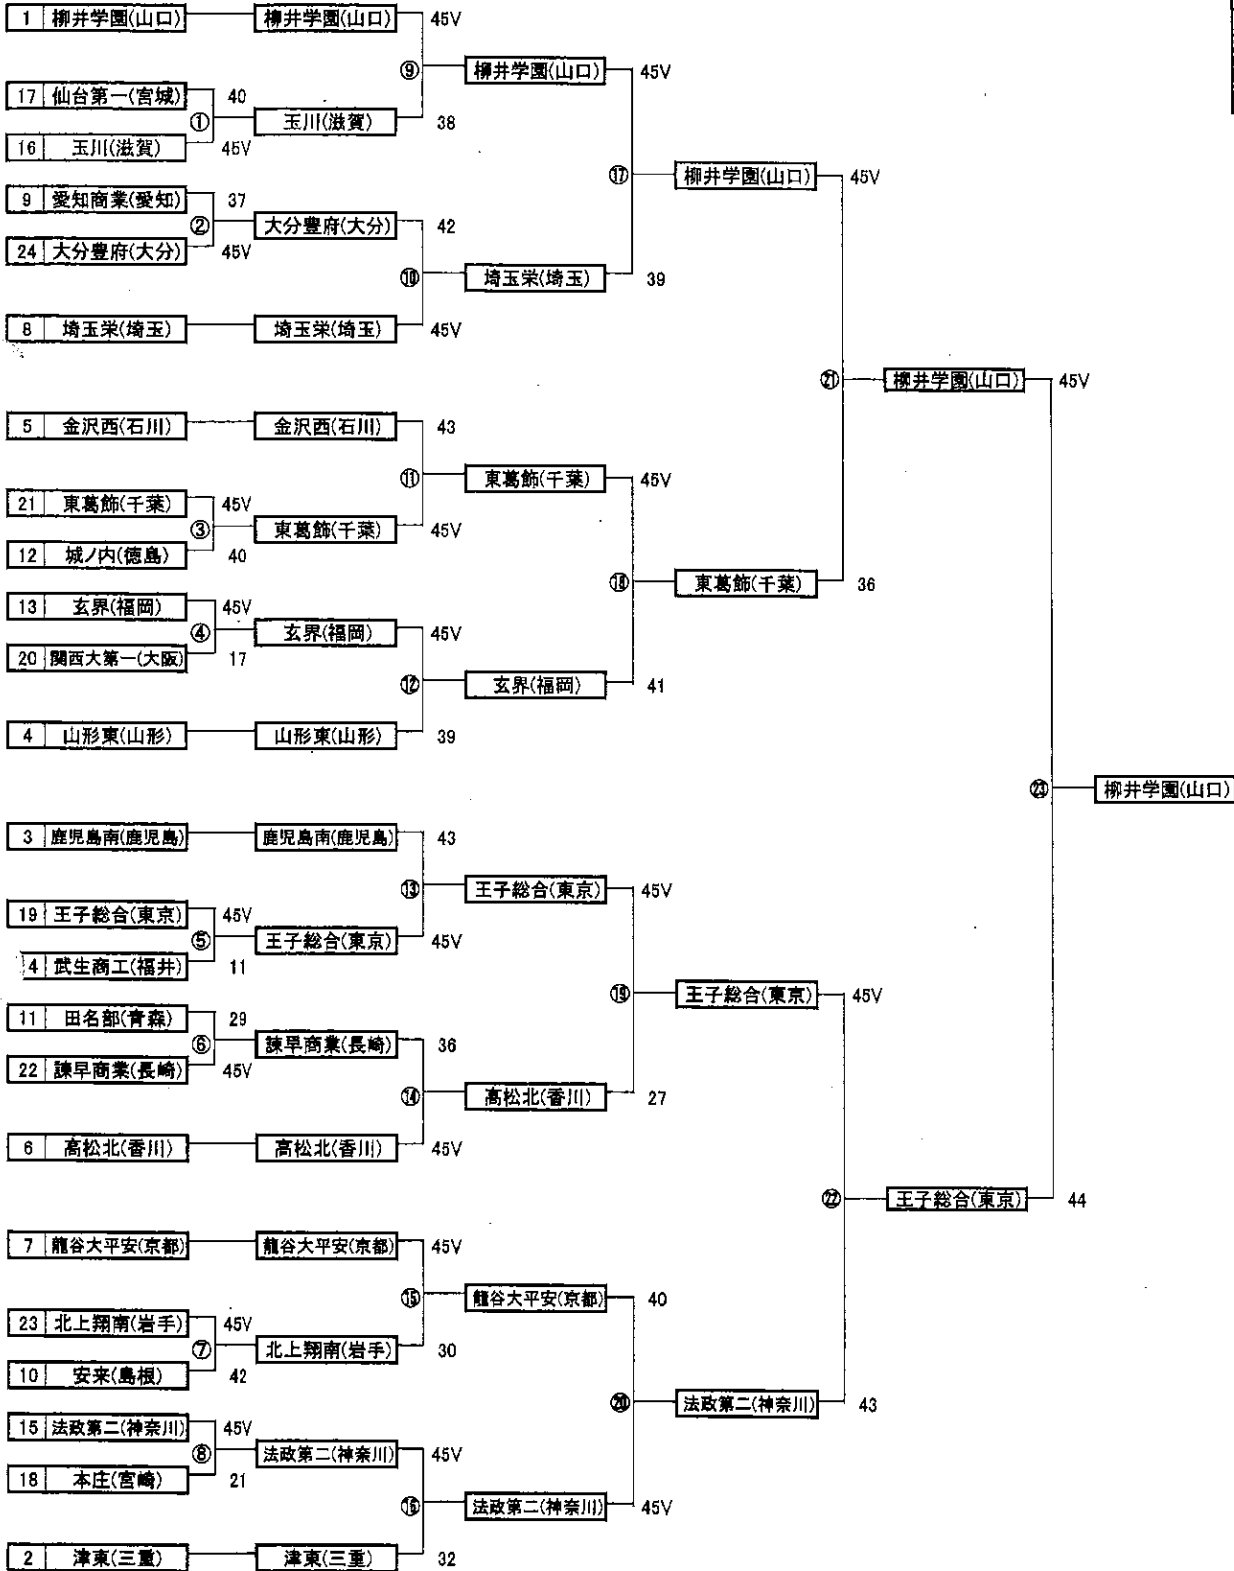 1 柳井学園(山口) 柳井学園(山口) 45V
⑨ 柳井学園(山口) 45V
17 仙台第一(宮城) 40
① 玉川(滋賀) 38
16 玉川(滋賀) 45V
⑰ 柳井学園(山口) 45V
9 愛知商業(愛知) 37
② 大分豊府(大分) 42
24 大分豊府(大分) 45V
⑩ 埼玉栄(埼玉) 39
8 埼玉栄(埼玉) 埼玉栄(埼玉) 45V
㉑ 柳井学園(山口) 45V
5 金沢西(石川) 金沢西(石川) 43
⑪ 東葛飾(千葉) 45V
21 東葛飾(千葉) 45V
③ 東葛飾(千葉) 45V
12 城ノ内(徳島) 40
⑱ 東葛飾(千葉) 36
13 玄界(福岡) 45V
④ 玄界(福岡) 45V
20 関西大第一(大阪) 17
⑫ 玄界(福岡) 41
4 山形東(山形) 山形東(山形) 39
㉓ 柳井学園(山口)
3 鹿児島南(鹿児島) 鹿児島南(鹿児島) 43
⑬ 王子総合(東京) 45V
19 王子総合(東京) 45V
⑤ 王子総合(東京) 45V
4 武生商工(福井) 11
⑲ 王子総合(東京) 45V
11 田名部(青森) 29
⑥ 諫早商業(長崎) 36
22 諫早商業(長崎) 45V
⑭ 高松北(香川) 27
6 高松北(香川) 高松北(香川) 45V
㉒ 王子総合(東京) 44
7 龍谷大平安(京都) 龍谷大平安(京都) 45V
⑮ 龍谷大平安(京都) 40
23 北上翔南(岩手) 45V
⑦ 北上翔南(岩手) 30
10 安来(島根) 42
⑳ 法政第二(神奈川) 43
15 法政第二(神奈川) 45V
⑧ 法政第二(神奈川) 45V
18 本庄(宮崎) 21
⑯ 法政第二(神奈川) 45V
2 津東(三重) 津東(三重) 32